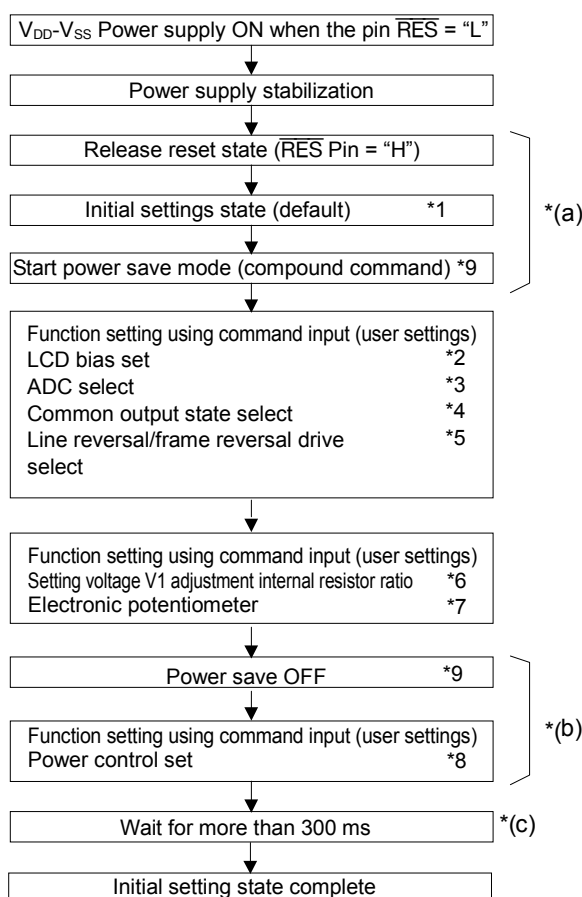 VDD-VSS Power supply ON when the pin RES = “L”
Power supply stabilization
Release reset state (RES Pin = “H”)
Initial settings state (default) *1
*(a)
Start power save mode (compound command) *9
Function setting using command input (user settings)
LCD bias set *2
ADC select *3
Common output state select *4
Line reversal/frame reversal drive *5
select
Function setting using command input (user settings)
Setting voltage V1 adjustment internal resistor ratio *6
Electronic potentiometer *7
Power save OFF *9
*(b)
Function setting using command input (user settings)
Power control set *8
Wait for more than 300 ms *(c)
Initial setting state complete